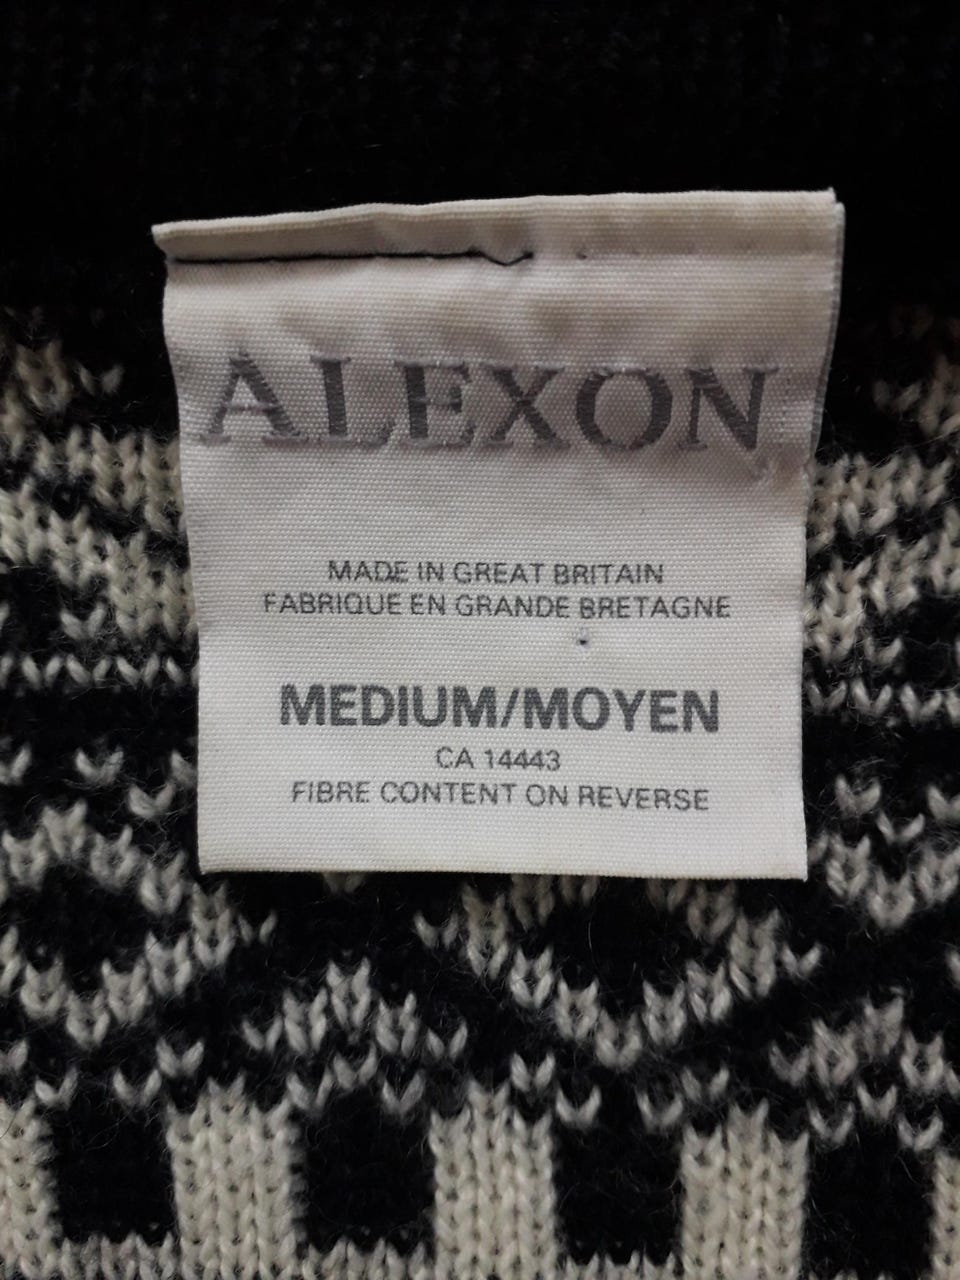 ALEXON
MADE IN GREAT BRITAIN
FABRIQUE EN GRANDE BRETAGNE
MEDIUM/MOYEN
CA 14443
FIBRE CONTENT ON REVERSE